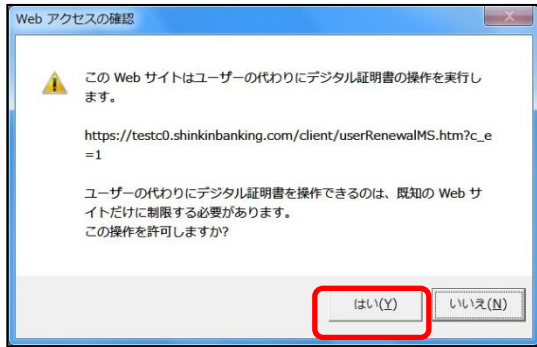 Web アクセスの確認
この Web サイトはユーザーの代わりにデジタル証明書の操作を実行し
ます。
https://testc0.shinkinbanking.com/client/userRenewalMS.htm?c_e
=1
ユーザーの代わりにデジタル証明書を操作できるのは、既知の Web サ
イトだけに制限する必要があります。
この操作を許可しますか?
はい(Y) いいえ(N)